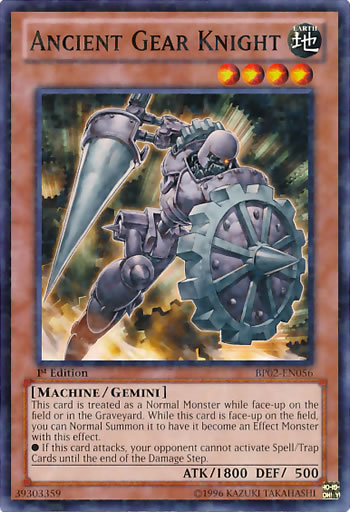 ANCIENT GEAR KNIGHT
EARTH
地
1st Edition
BP02-EN056
[MACHINE/GEMINI]
This card is treated as a Normal Monster while face-up on the
field or in the Graveyard. While this card is face-up on the field,
you can Normal Summon it to have it become an Effect Monster
with this effect.
● If this card attacks, your opponent cannot activate Spell/Trap
Cards until the end of the Damage Step.
ATK/1800 DEF/ 500
39303359
©1996 KAZUKI TAKAHASHI